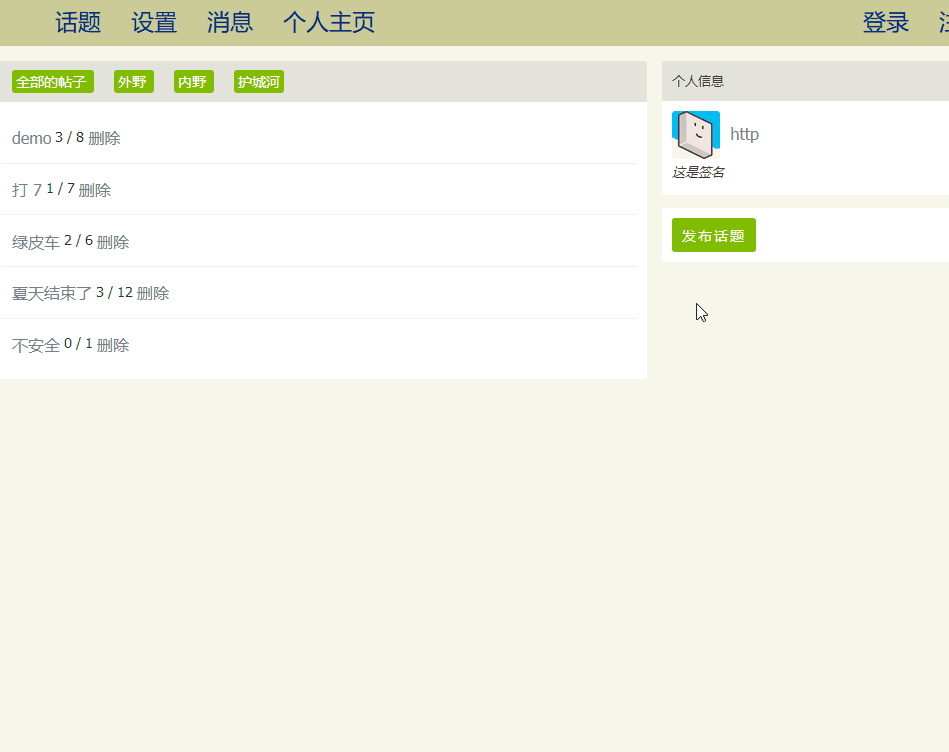 话题 设置 消息 个人主页 登录
全部的帖子 外野 内野 护城河
demo 3 / 8 删除
打 7 1 / 7 删除
绿皮车 2 / 6 删除
夏天结束了 3 / 12 删除
不安全 0 / 1 删除
个人信息
http
这是签名
发布话题